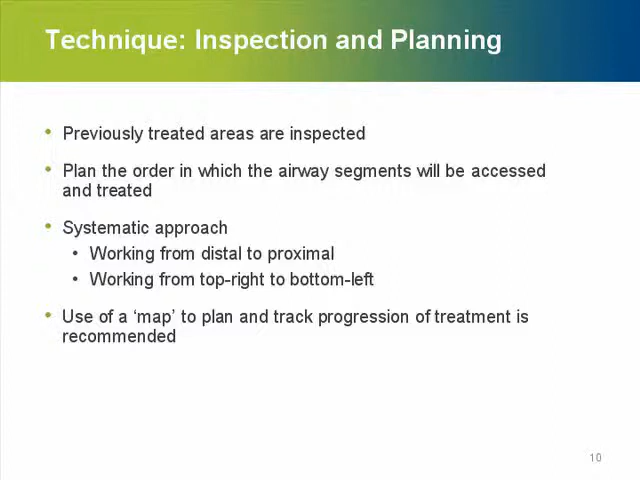 Technique: Inspection and Planning
• Previously treated areas are inspected
• Plan the order in which the airway segments will be accessed
and treated
• Systematic approach
• Working from distal to proximal
• Working from top-right to bottom-left
• Use of a ‘map’ to plan and track progression of treatment is
recommended
10